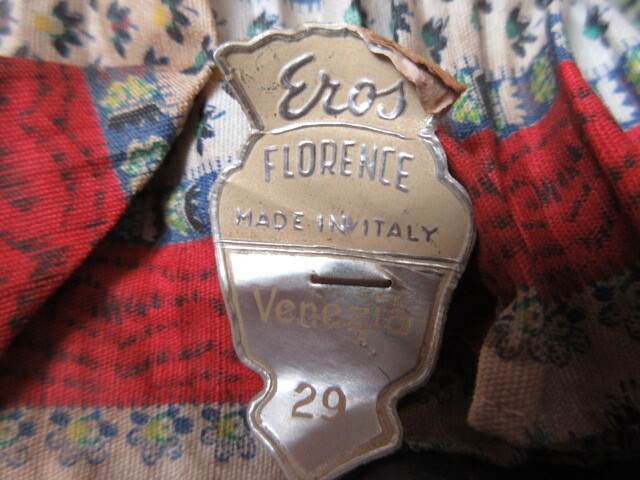 Eros
FLORENCE
MADE IN ITALY
Venezia
29